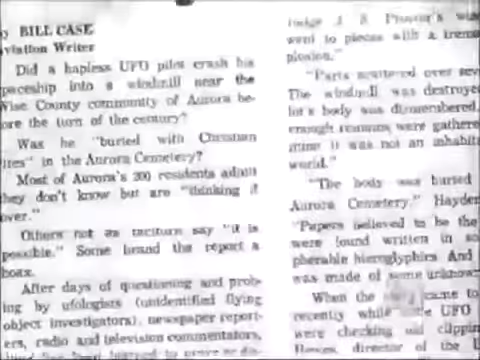 BILL CASE
Aviation Writer
Did a hapless UFO pilot crash his
spaceship into a windmill near the
Wise County community of Aurora be-
fore the turn of the century?
Was he "buried with Christian
rites" in the Aurora Cemetery?
Most of Aurora's 200 residents admit
they don't know but are "thinking it
over."
Others not as taciturn say "it is
possible." Some brand the report a
hoax.
After days of questioning and prob-
ing by ufologists (unidentified flying
object investigators), newspaper report-
ers, radio and television commentators,
Judge J. S. Proctor's
went to pieces with a
plosion."
"Parts scattered over
The windmill was destroyed
body was dismembered.
enough remains were gathered
mine it was not an
world."
"The body was buried
Aurora Cemetery,"
"Papers believed to be the
were found written in
pherable hieroglyphics. And
was made of some unknown
When the came to
recently while UFO
were checking out
director of the